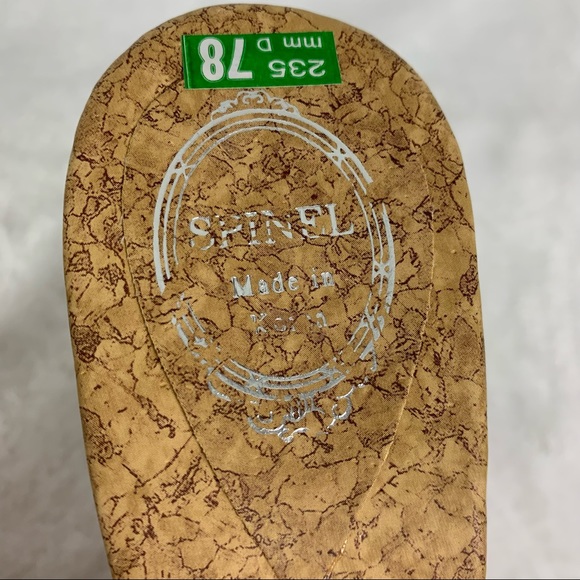 235
mm D
78
SPINEL
Made in
Korea